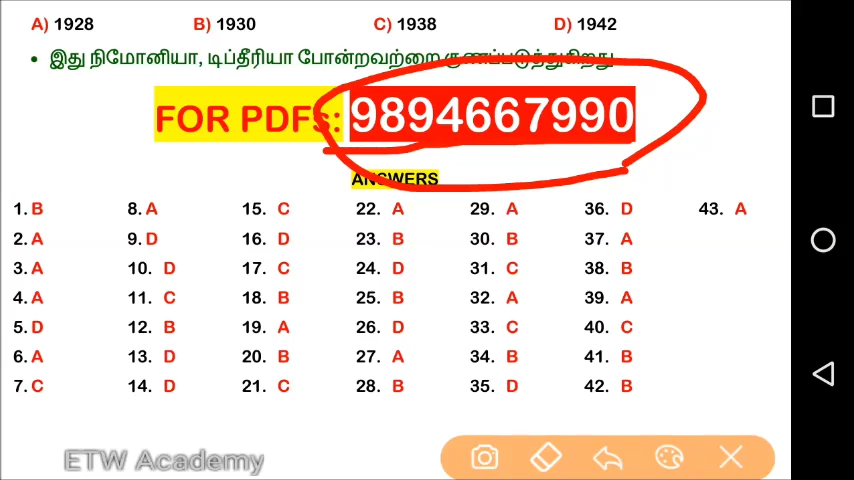 A) 1928 B) 1930 C) 1938 D) 1942
• இது நிமோனியா, டிப்தீரியா போன்றவற்றை குணப்படுத்துகிறது
FOR PDFs: 9894667990
ANSWERS
1. B 8. A 15. C 22. A 29. A 36. D 43. A
2. A 9. D 16. D 23. B 30. B 37. A
3. A 10. D 17. C 24. D 31. C 38. B
4. A 11. C 18. B 25. B 32. A 39. A
5. D 12. B 19. A 26. D 33. C 40. C
6. A 13. D 20. B 27. A 34. B 41. B
7. C 14. D 21. C 28. B 35. D 42. B
ETW Academy